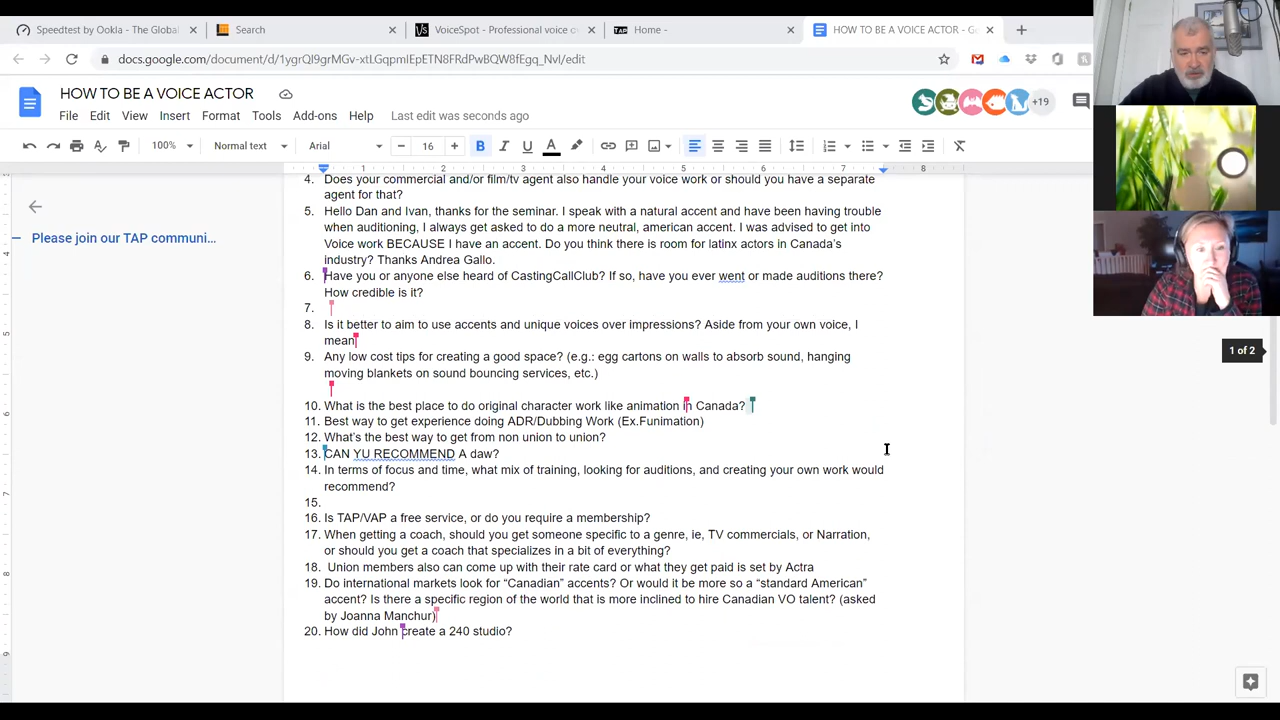 Speedtest by Ookla - The Global
Search
VoiceSpot - Professional voice ov
TAP Home -
HOME TO BE A VOICE ACTOR - G
docs.google.com/document/d/1ygrQI9grMGv-xtLGqpmIEpETN8FRdPwBQW8fEgq_NvI/edit
HOW TO BE A VOICE ACTOR
+19
File Edit View Insert Format Tools Add-ons Help Last edit was seconds ago
100% Normal text Arial 16 B I U A
1 2 3 4 5 6 7 8
Please join our TAP communi...
4. Does your commercial and/or film/tv agent also handle your voice work or should you have a separate
agent for that?
5. Hello Dan and Ivan, thanks for the seminar. I speak with a natural accent and have been having trouble
when auditioning, I always get asked to do a more neutral, american accent. I was advised to get into
Voice work BECAUSE I have an accent. Do you think there is room for latinx actors in Canada's
industry? Thanks Andrea Gallo.
6. Have you or anyone else heard of CastingCallClub? If so, have you ever went or made auditions there?
How credible is it?
7.
8. Is it better to aim to use accents and unique voices over impressions? Aside from your own voice, I
mean
1 of 2
9. Any low cost tips for creating a good space? (e.g.: egg cartons on walls to absorb sound, hanging
moving blankets on sound bouncing services, etc.)
10. What is the best place to do original character work like animation in Canada?
11. Best way to get experience doing ADR/Dubbing Work (Ex.Funimation)
12. What's the best way to get from non union to union?
13. CAN YU RECOMMEND A daw?
14. In terms of focus and time, what mix of training, looking for auditions, and creating your own work would
recommend?
15.
16. Is TAP/VAP a free service, or do you require a membership?
17. When getting a coach, should you get someone specific to a genre, ie, TV commercials, or Narration,
or should you get a coach that specializes in a bit of everything?
18. Union members also can come up with their rate card or what they get paid is set by Actra
19. Do international markets look for "Canadian" accents? Or would it be more so a "standard American"
accent? Is there a specific region of the world that is more inclined to hire Canadian VO talent? (asked
by Joanna Manchur)
20. How did John create a 240 studio?